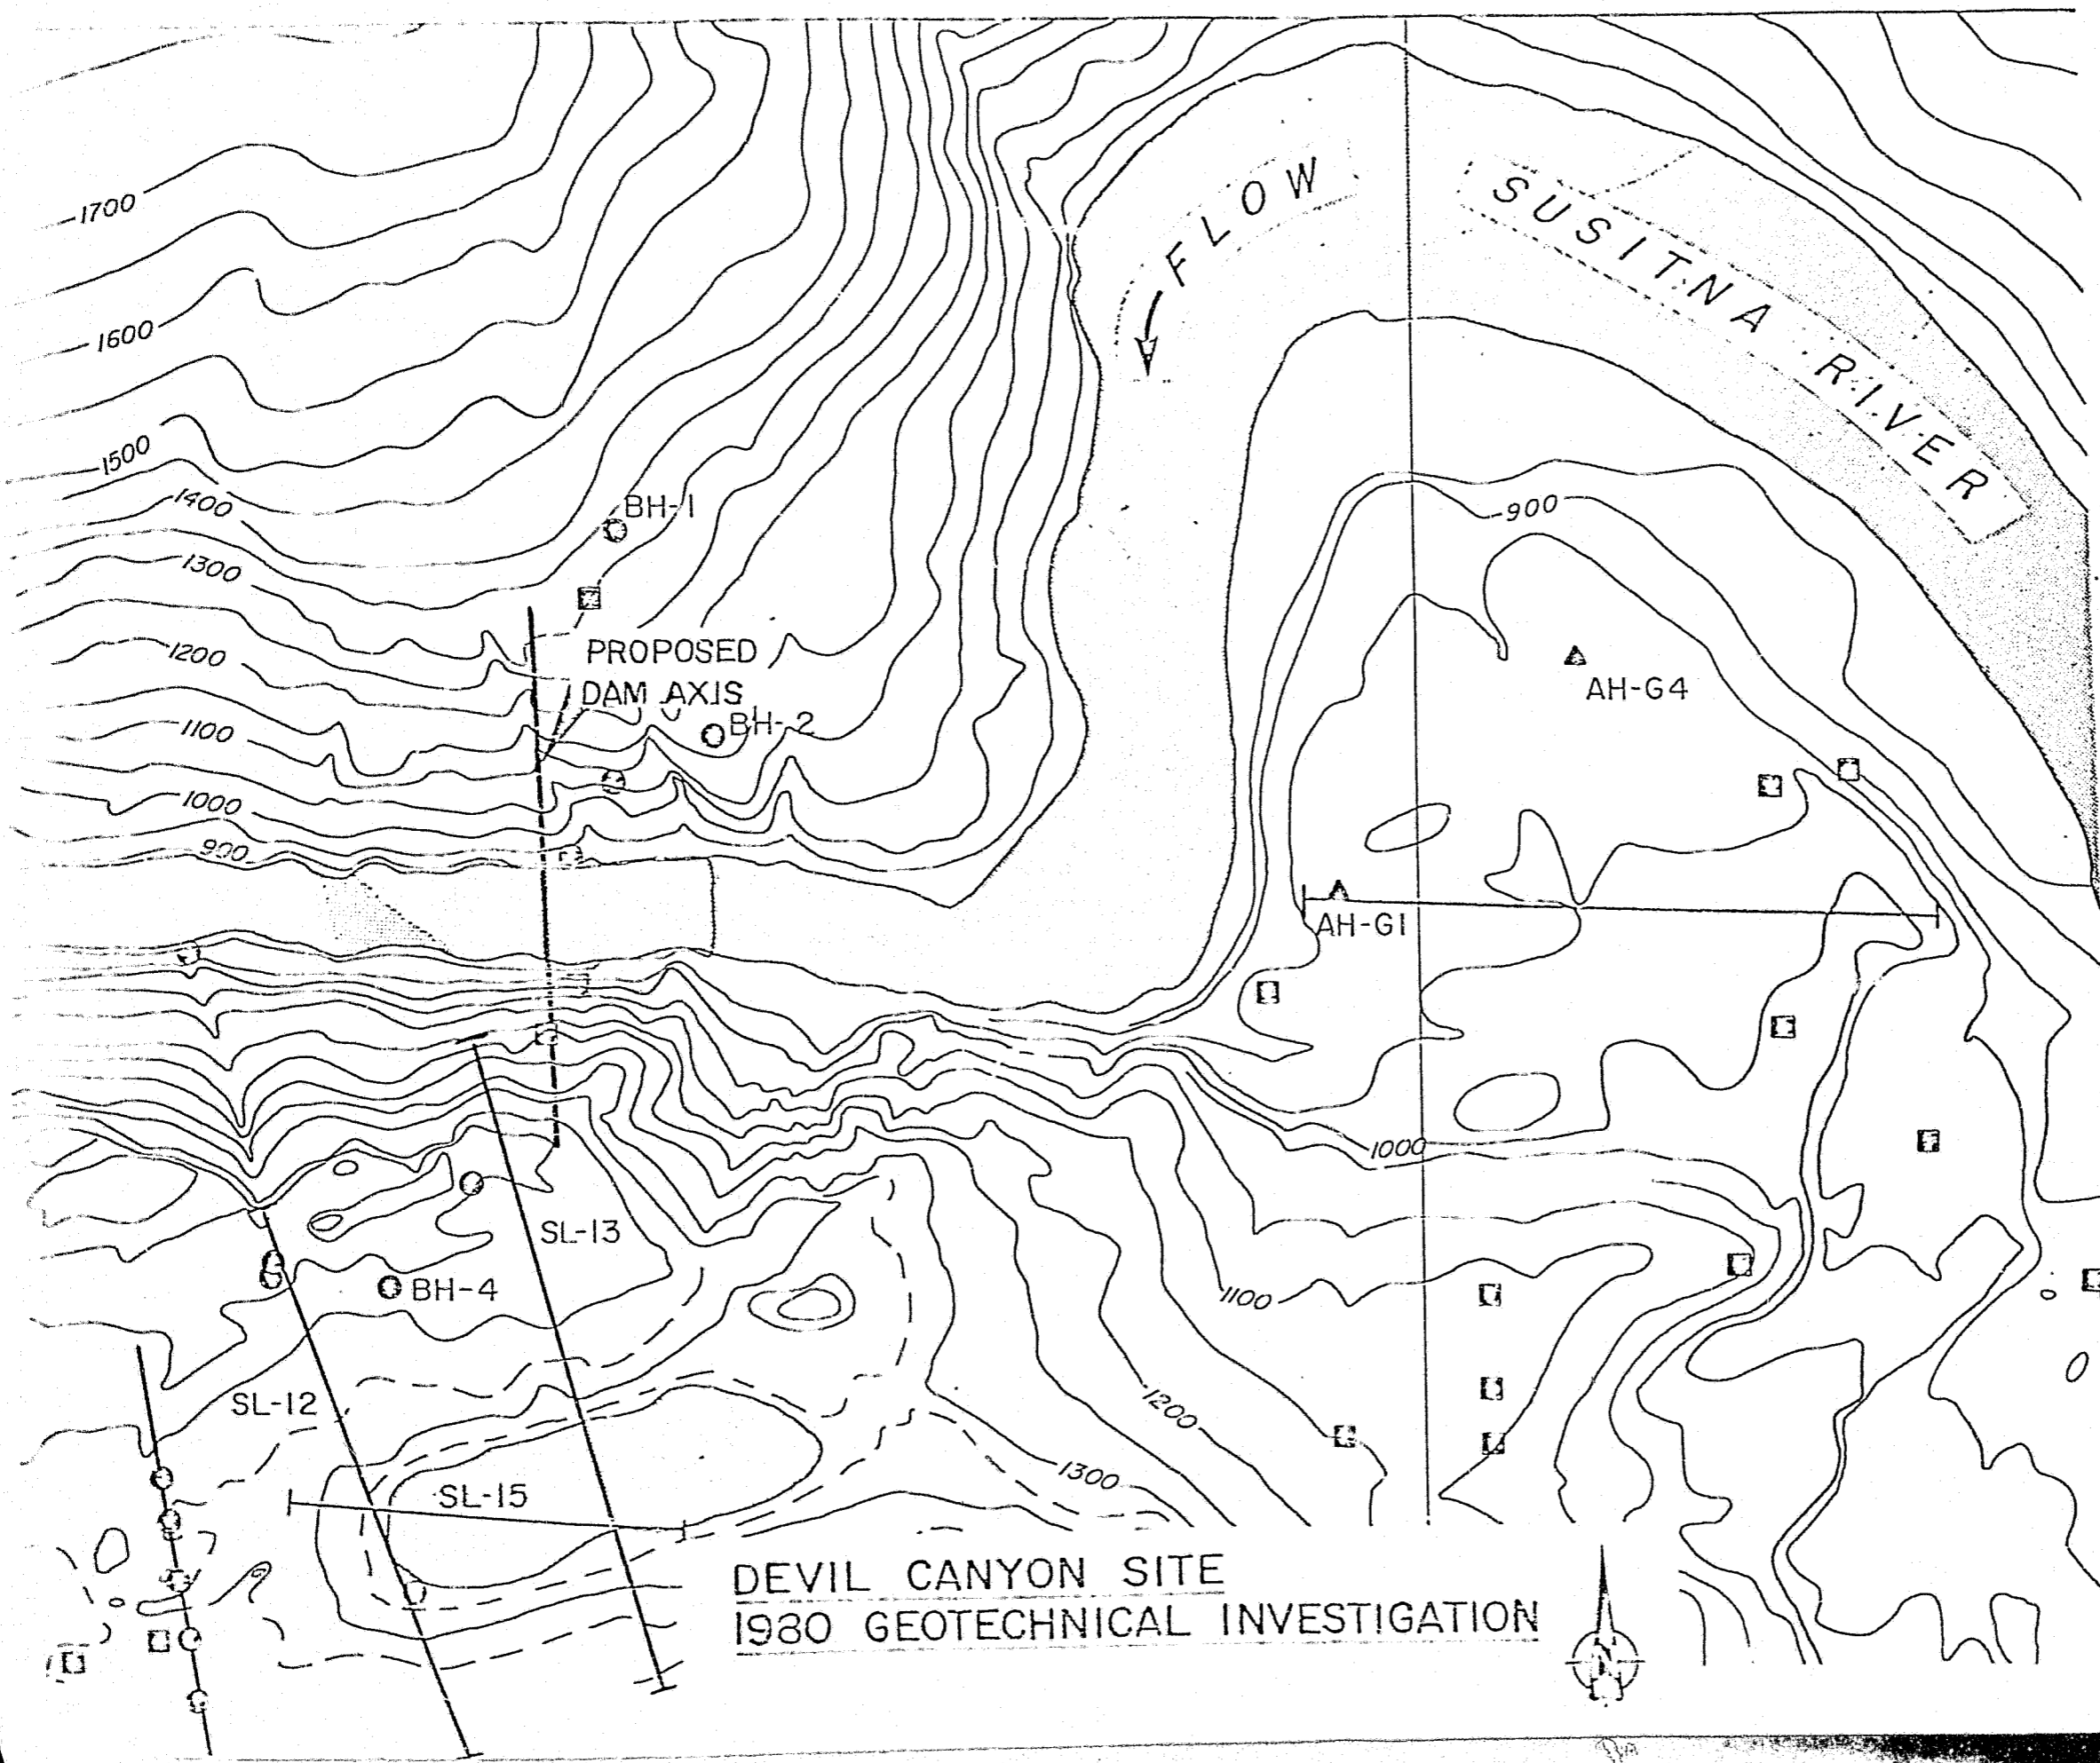 FLOW
SUSITNA RIVER
1700
1600
1500
1400
1300
1200
1100
1000
900
BH-1
PROPOSED
DAM AXIS
BH-2
900
AH-G4
AH-G1
1000
1100
1200
1300
SL-13
BH-4
SL-12
SL-15
DEVIL CANYON SITE
1980 GEOTECHNICAL INVESTIGATION
N